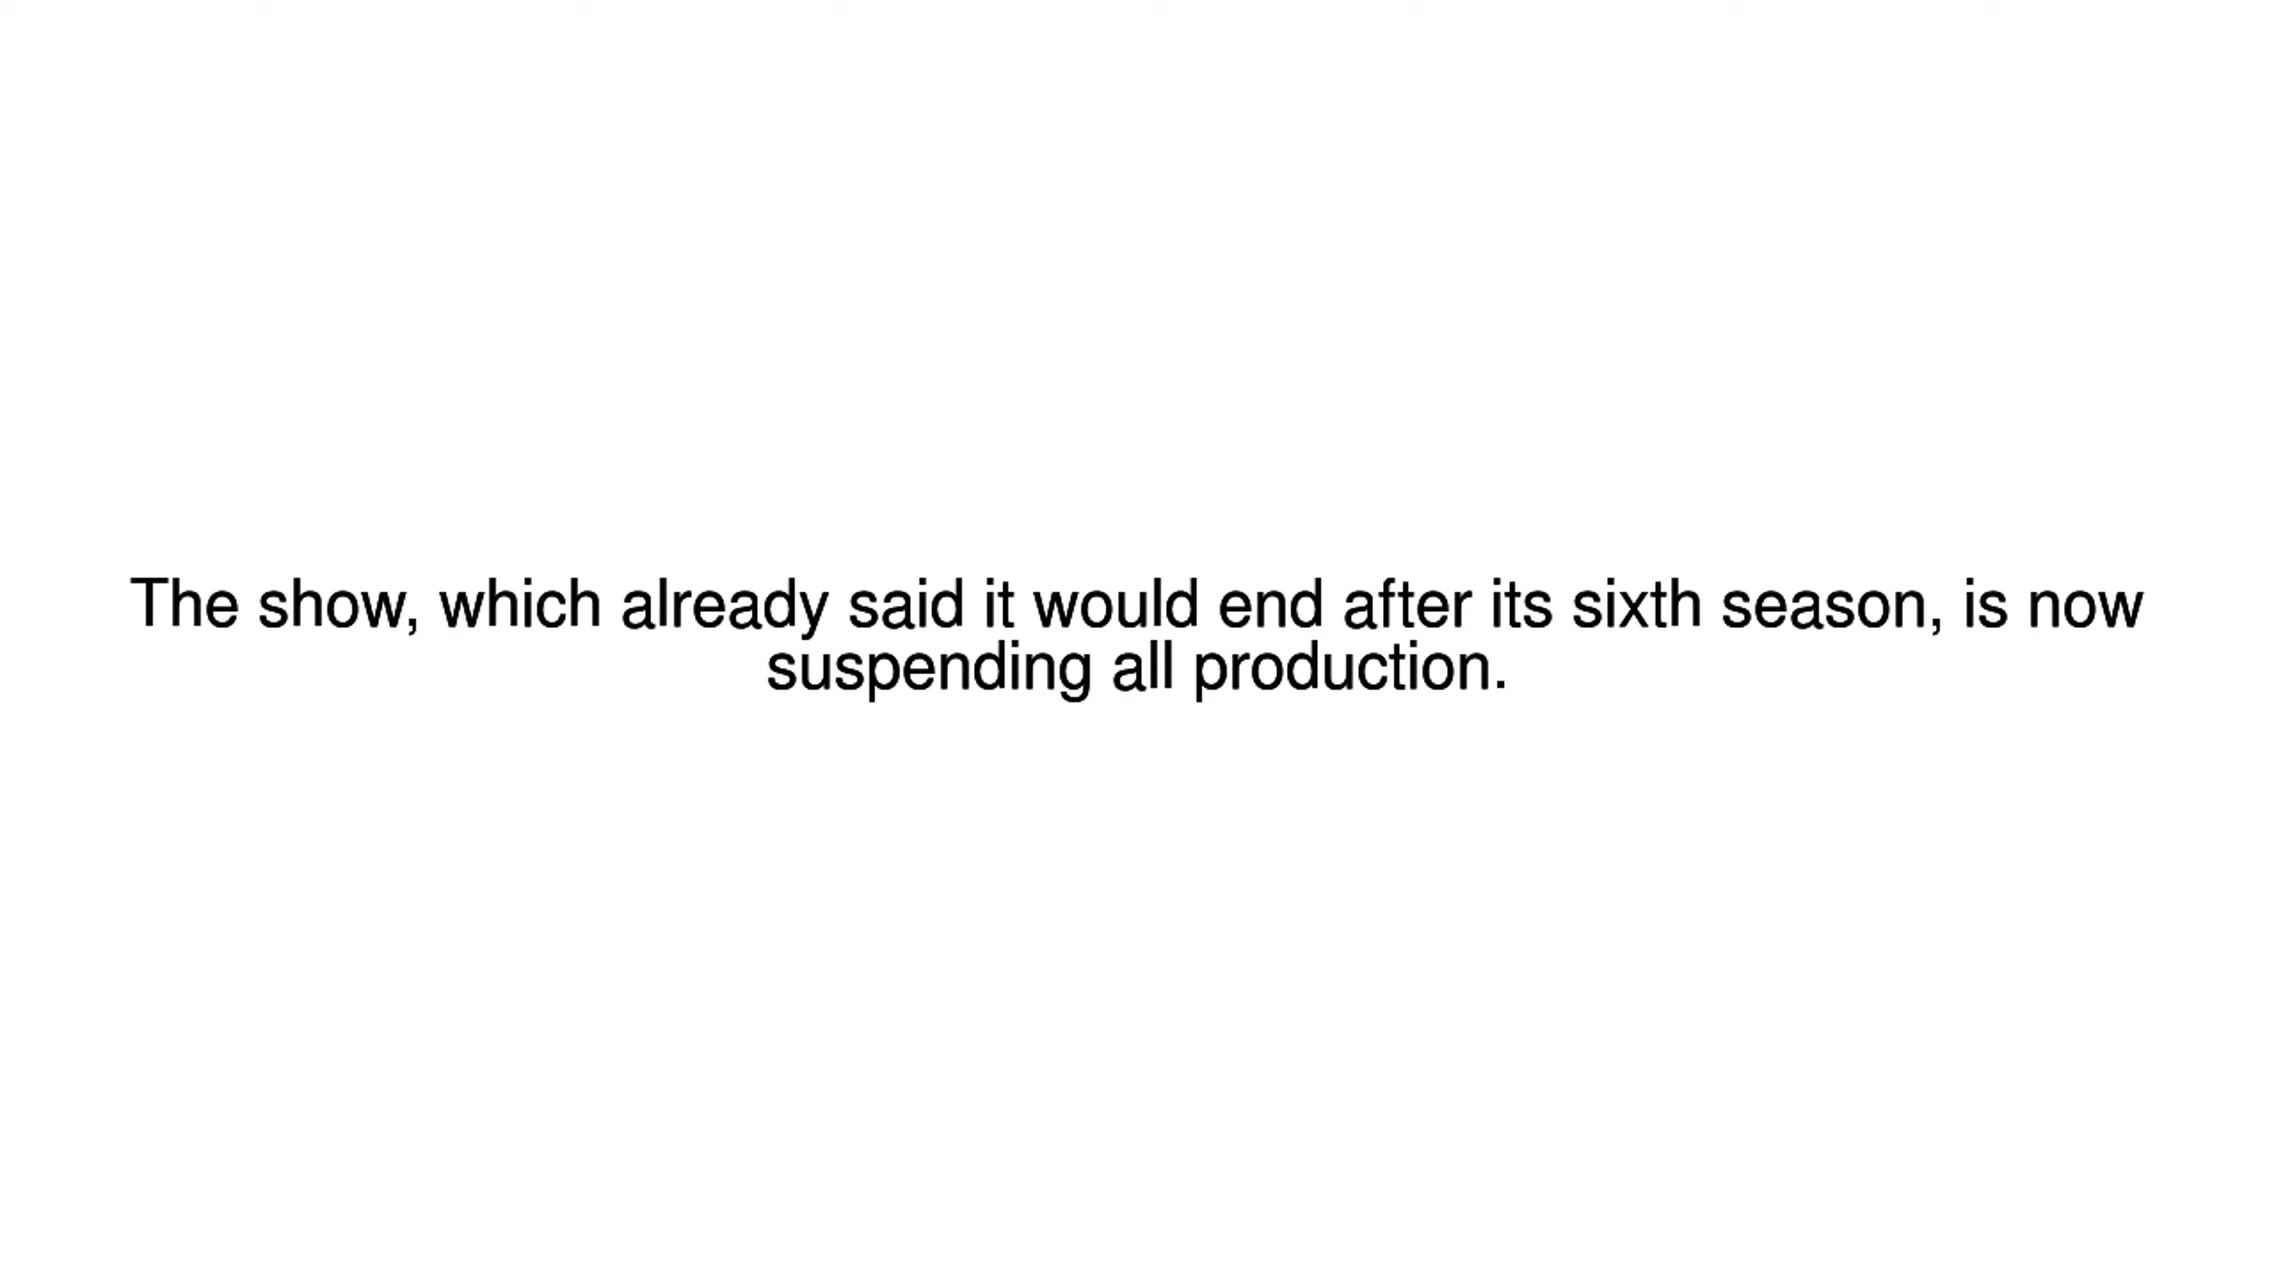 The show, which already said it would end after its sixth season, is now
suspending all production.